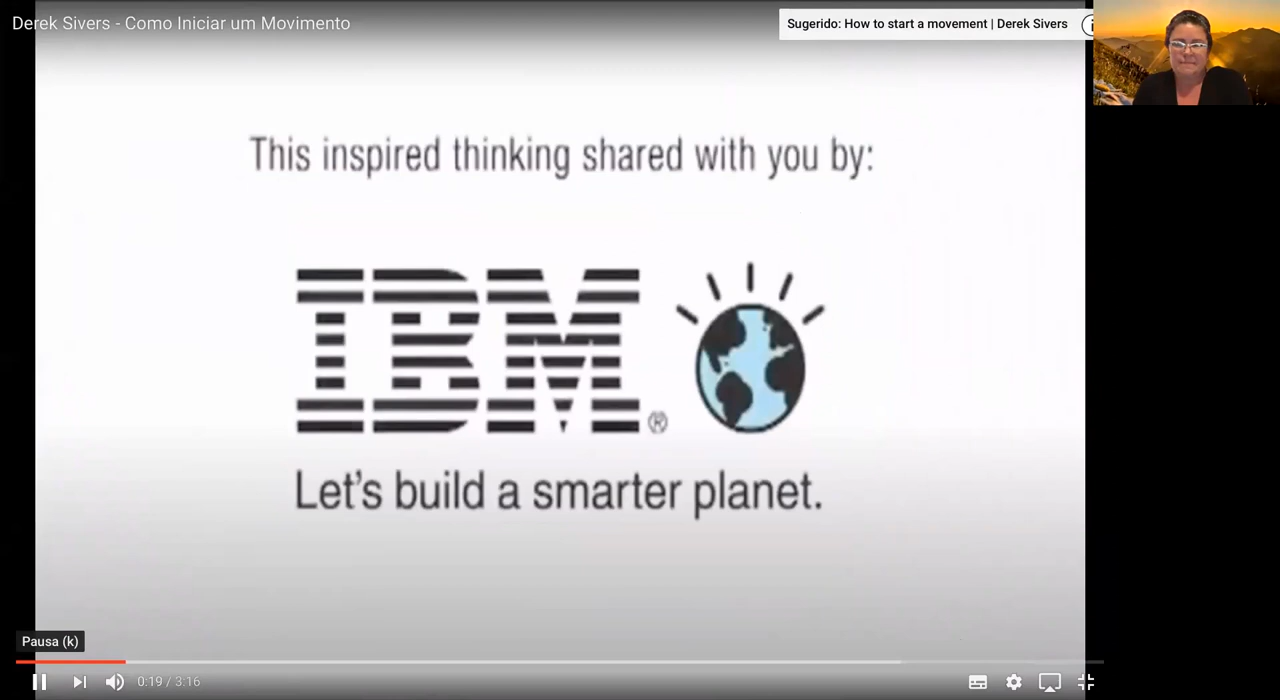 Derek Sivers - Como Iniciar um Movimento
Sugerido: How to start a movement | Derek Sivers
This inspired thinking shared with you by:
IBM®
Let's build a smarter planet.
Pausa (k)
0:19 / 3:16